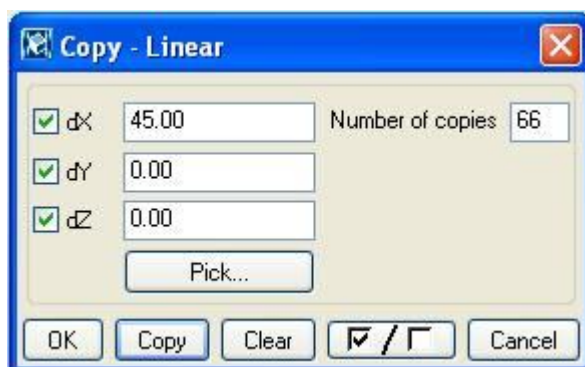 Copy - Linear
dX 45.00 Number of copies 66
dY 0.00
dZ 0.00
Pick...
OK Copy Clear / Cancel